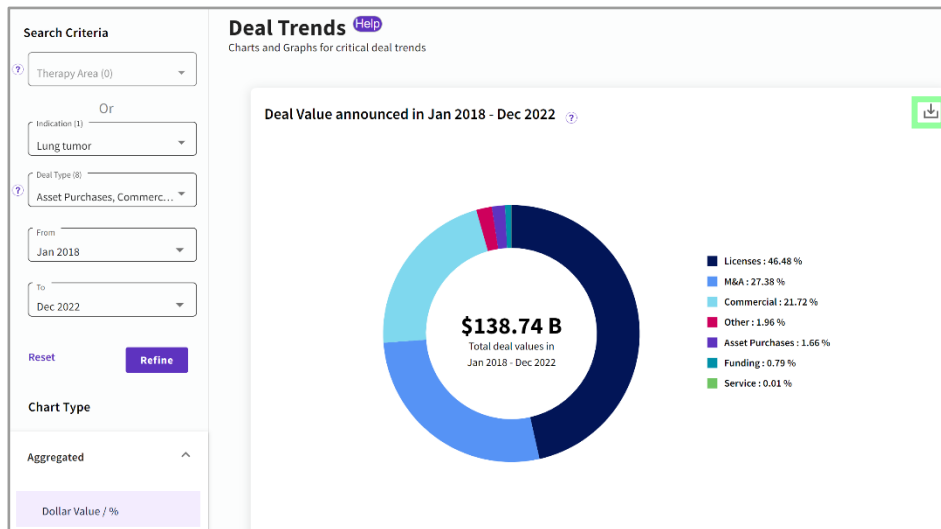 Search Criteria
? Therapy Area (0)
Or
Indication (1)
Lung tumor
Deal Type (8)
? Asset Purchases, Commerc...
From
Jan 2018
To
Dec 2022
Reset Refine
Chart Type
Aggregated
Dollar Value / %
Deal Trends Help
Charts and Graphs for critical deal trends
Deal Value announced in Jan 2018 - Dec 2022 ?
$138.74 B
Total deal values in
Jan 2018 - Dec 2022
Licenses : 46.48 %
M&A : 27.38 %
Commercial : 21.72 %
Other : 1.96 %
Asset Purchases : 1.66 %
Funding : 0.79 %
Service : 0.01 %